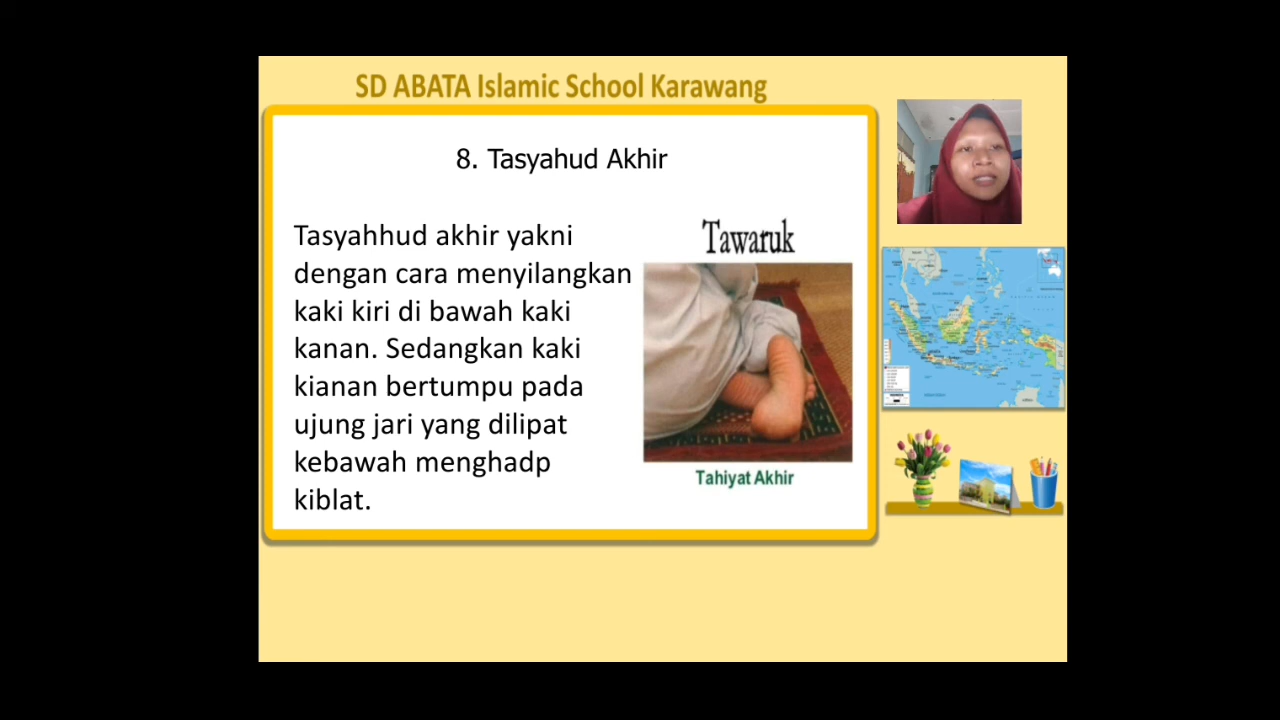 SD ABATA Islamic School Karawang
8. Tasyahud Akhir
Tasyahhud akhir yakni
dengan cara menyilangkan
kaki kiri di bawah kaki
kanan. Sedangkan kaki
kianan bertumpu pada
ujung jari yang dilipat
kebawah menghadp
kiblat.
Tawaruk
Tahiyat Akhir